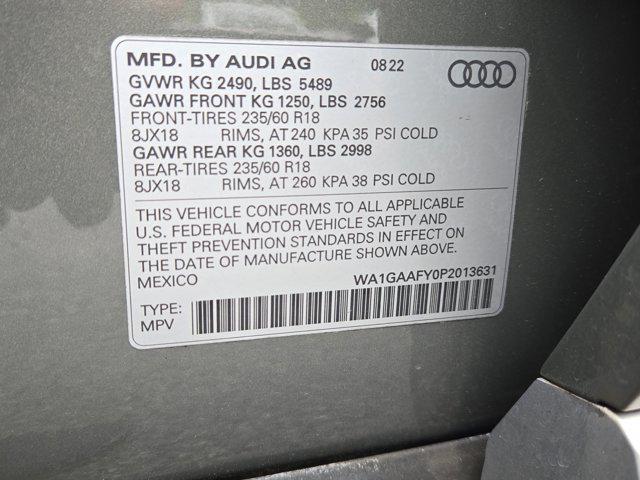 MFD. BY AUDI AG 08 22
GVWR KG 2490, LBS 5489
GAWR FRONT KG 1250, LBS 2756
FRONT-TIRES 235/60 R18
8JX18 RIMS, AT 240 KPA 35 PSI COLD
GAWR REAR KG 1360, LBS 2998
REAR-TIRES 235/60 R18
8JX18 RIMS, AT 260 KPA 38 PSI COLD
THIS VEHICLE CONFORMS TO ALL APPLICABLE
U.S. FEDERAL MOTOR VEHICLE SAFETY AND
THEFT PREVENTION STANDARDS IN EFFECT ON
THE DATE OF MANUFACTURE SHOWN ABOVE.
MEXICO WA1GAAFY0P2013631
TYPE:
MPV